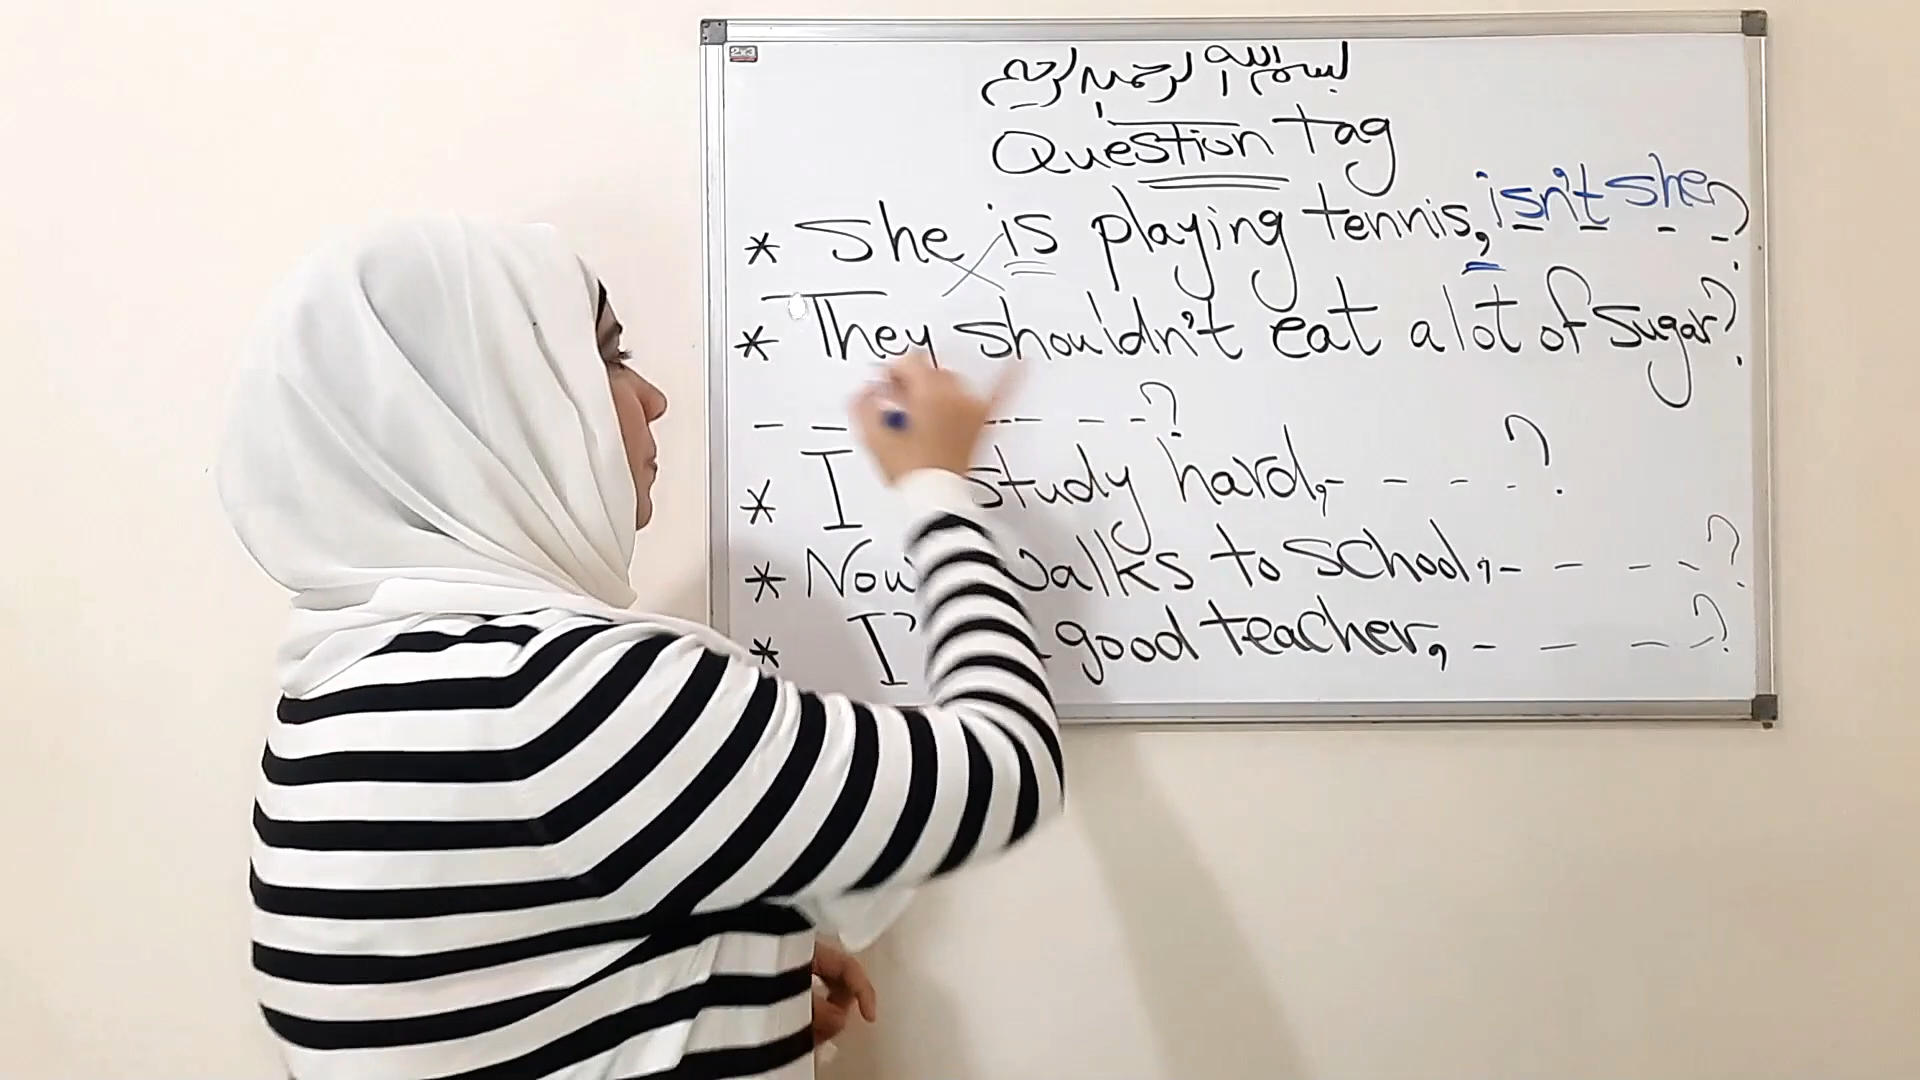 بسم الله الرحمن الرحيم
Question tag
* She is playing tennis, isn't she?
* They shouldn't eat a lot of sugar?
- - - - - - ?
* I study hard, - - - - ?
* walks to school, - - - - ?
* good teacher, - - - - ?